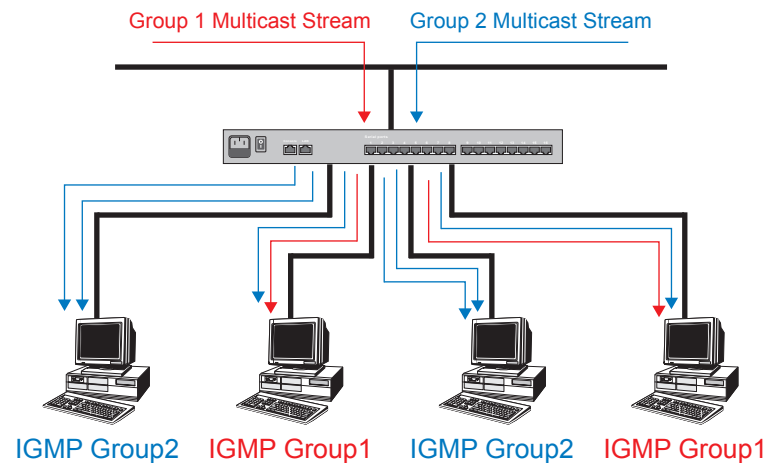 Group 1 Multicast Stream
Group 2 Multicast Stream
IGMP Group2
IGMP Group1
IGMP Group2
IGMP Group1